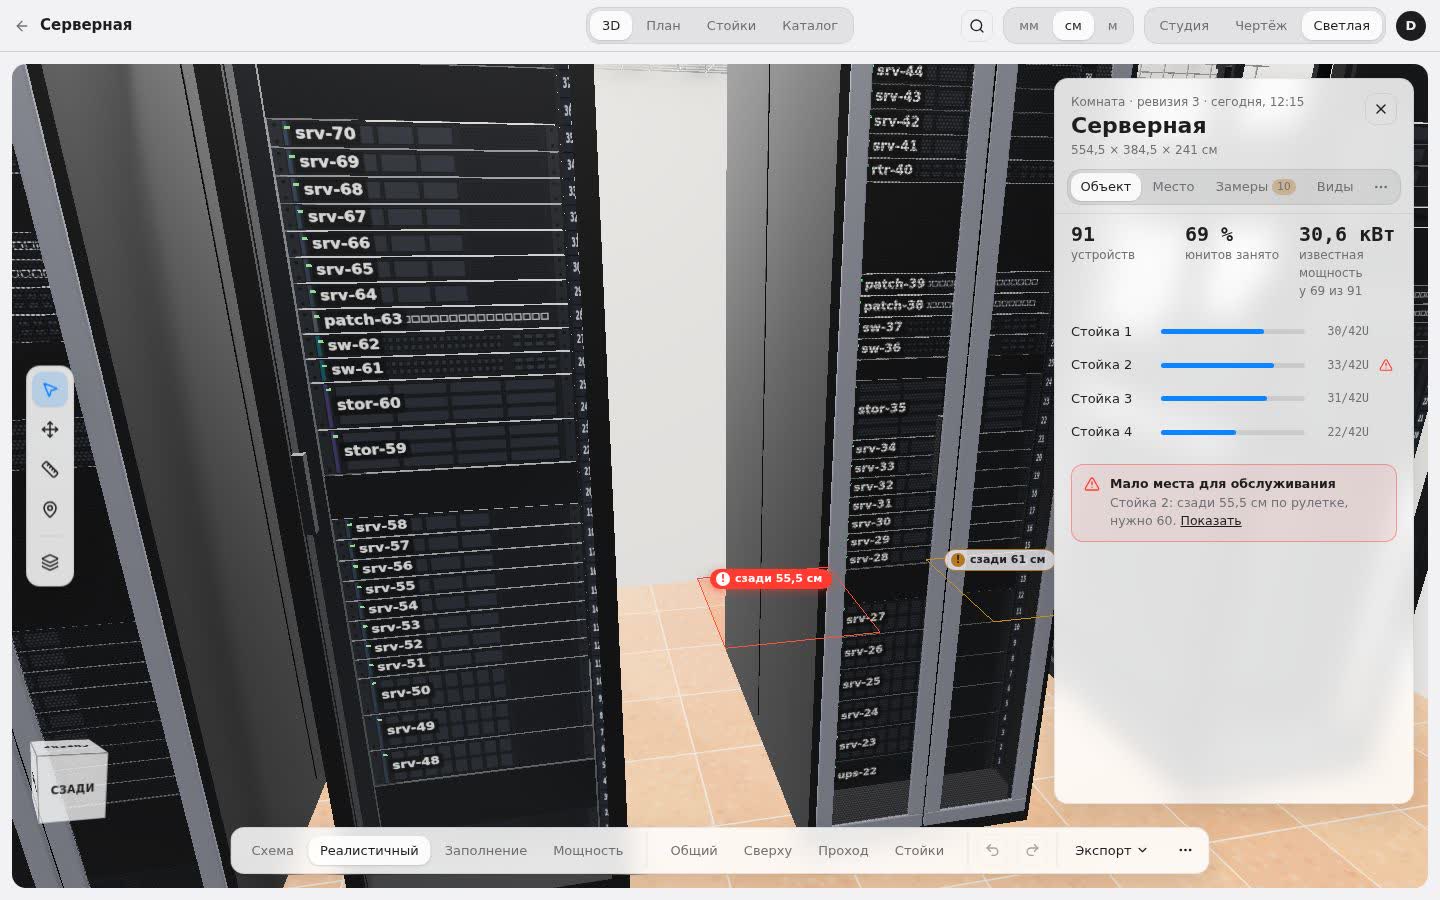 Серверная
3D
План
Стойки
Каталог
мм
см
м
Студия
Чертёж
Светлая
D
srv-70
srv-69
srv-68
srv-67
srv-66
srv-65
srv-64
patch-63
sw-62
sw-61
stor-60
stor-59
srv-58
srv-57
srv-56
srv-55
srv-54
srv-53
srv-52
srv-51
srv-50
srv-49
srv-48
srv-44
srv-43
srv-42
srv-41
rtr-40
patch-39
patch-38
sw-37
sw-36
stor-35
srv-34
srv-33
srv-32
srv-31
srv-30
srv-29
srv-28
srv-27
srv-26
srv-25
srv-24
srv-23
ups-22
сзади 55,5 см
сзади 61 см
СЗАДИ
Комната · ревизия 3 · сегодня, 12:15
Серверная
554,5 × 384,5 × 241 см
Объект
Место
Замеры 10
Виды
91
устройств
69 %
юнитов занято
30,6 кВт
известная
мощность
у 69 из 91
Стойка 1 30/42U
Стойка 2 33/42U
Стойка 3 31/42U
Стойка 4 22/42U
Мало места для обслуживания
Стойка 2: сзади 55,5 см по рулетке,
нужно 60. Показать
Схема
Реалистичный
Заполнение
Мощность
Общий
Сверху
Проход
Стойки
Экспорт